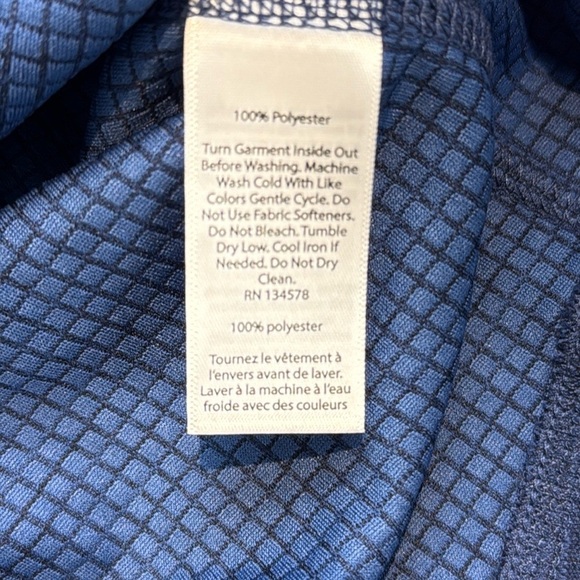 100% Polyester
Turn Garment Inside Out
Before Washing. Machine
Wash Cold With Like
Colors Gentle Cycle. Do
Not Use Fabric Softeners.
Do Not Bleach. Tumble
Dry Low. Cool Iron If
Needed. Do Not Dry
Clean.
RN 134578
100% polyester
Tournez le vêtement à
l'envers avant de laver.
Laver à la machine à l'eau
froide avec des couleurs